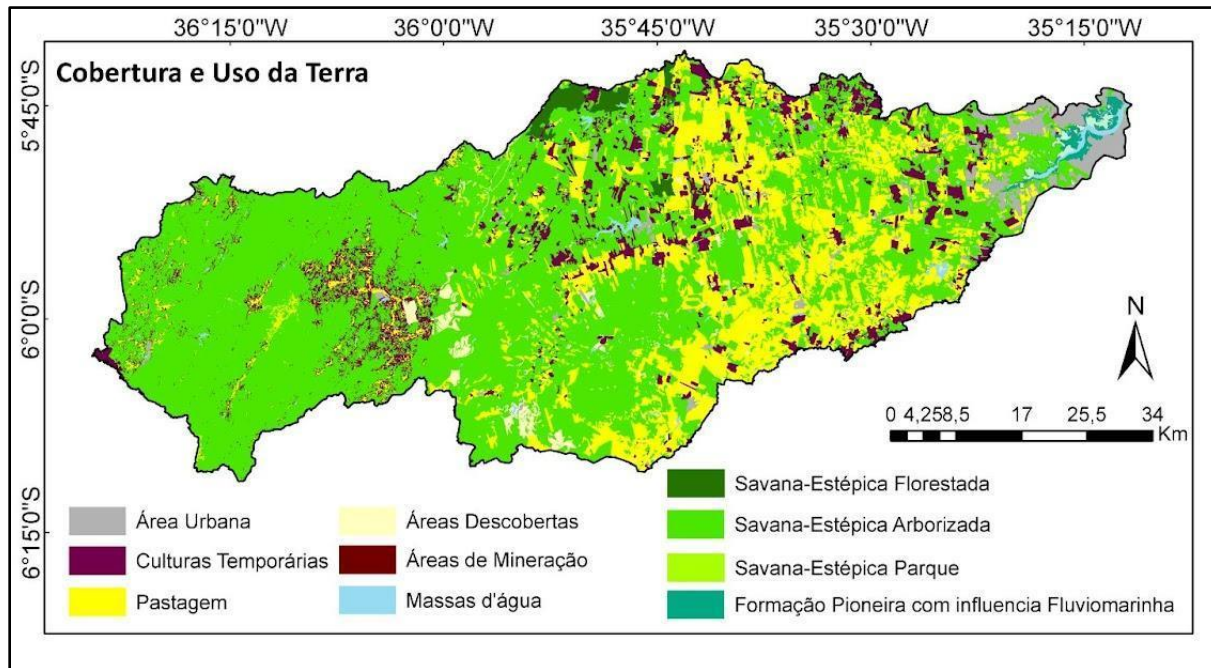 36°15'0"W 36°0'0"W 35°45'0"W 35°30'0"W 35°15'0"W
Cobertura e Uso da Terra
5°45'0"S
6°0'0"S
6°15'0"S
N
0 4,25 8,5 17 25,5 34
Km
Área Urbana
Culturas Temporárias
Pastagem
Áreas Descobertas
Áreas de Mineração
Massas d'água
Savana-Estépica Florestada
Savana-Estépica Arborizada
Savana-Estépica Parque
Formação Pioneira com influencia Fluviomarinha